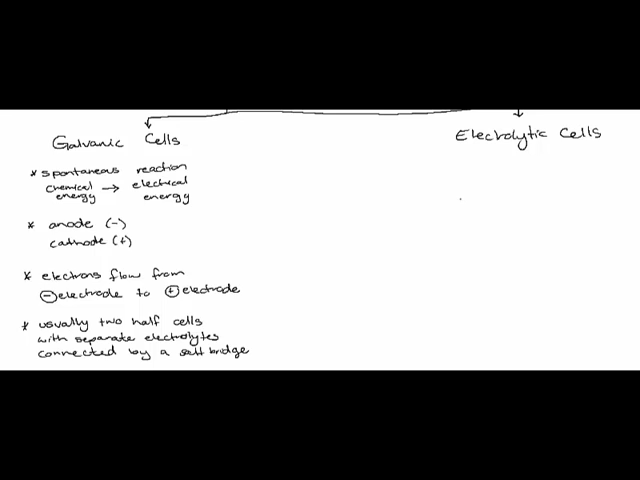 Galvanic Cells
Electrolytic Cells
* spontaneous reaction
chemical → electrical
energy energy
* anode (-)
cathode (+)
* electrons flow from
⊖ electrode to ⊕ electrode
* usually two half cells
with separate electrolytes
connected by a salt bridge